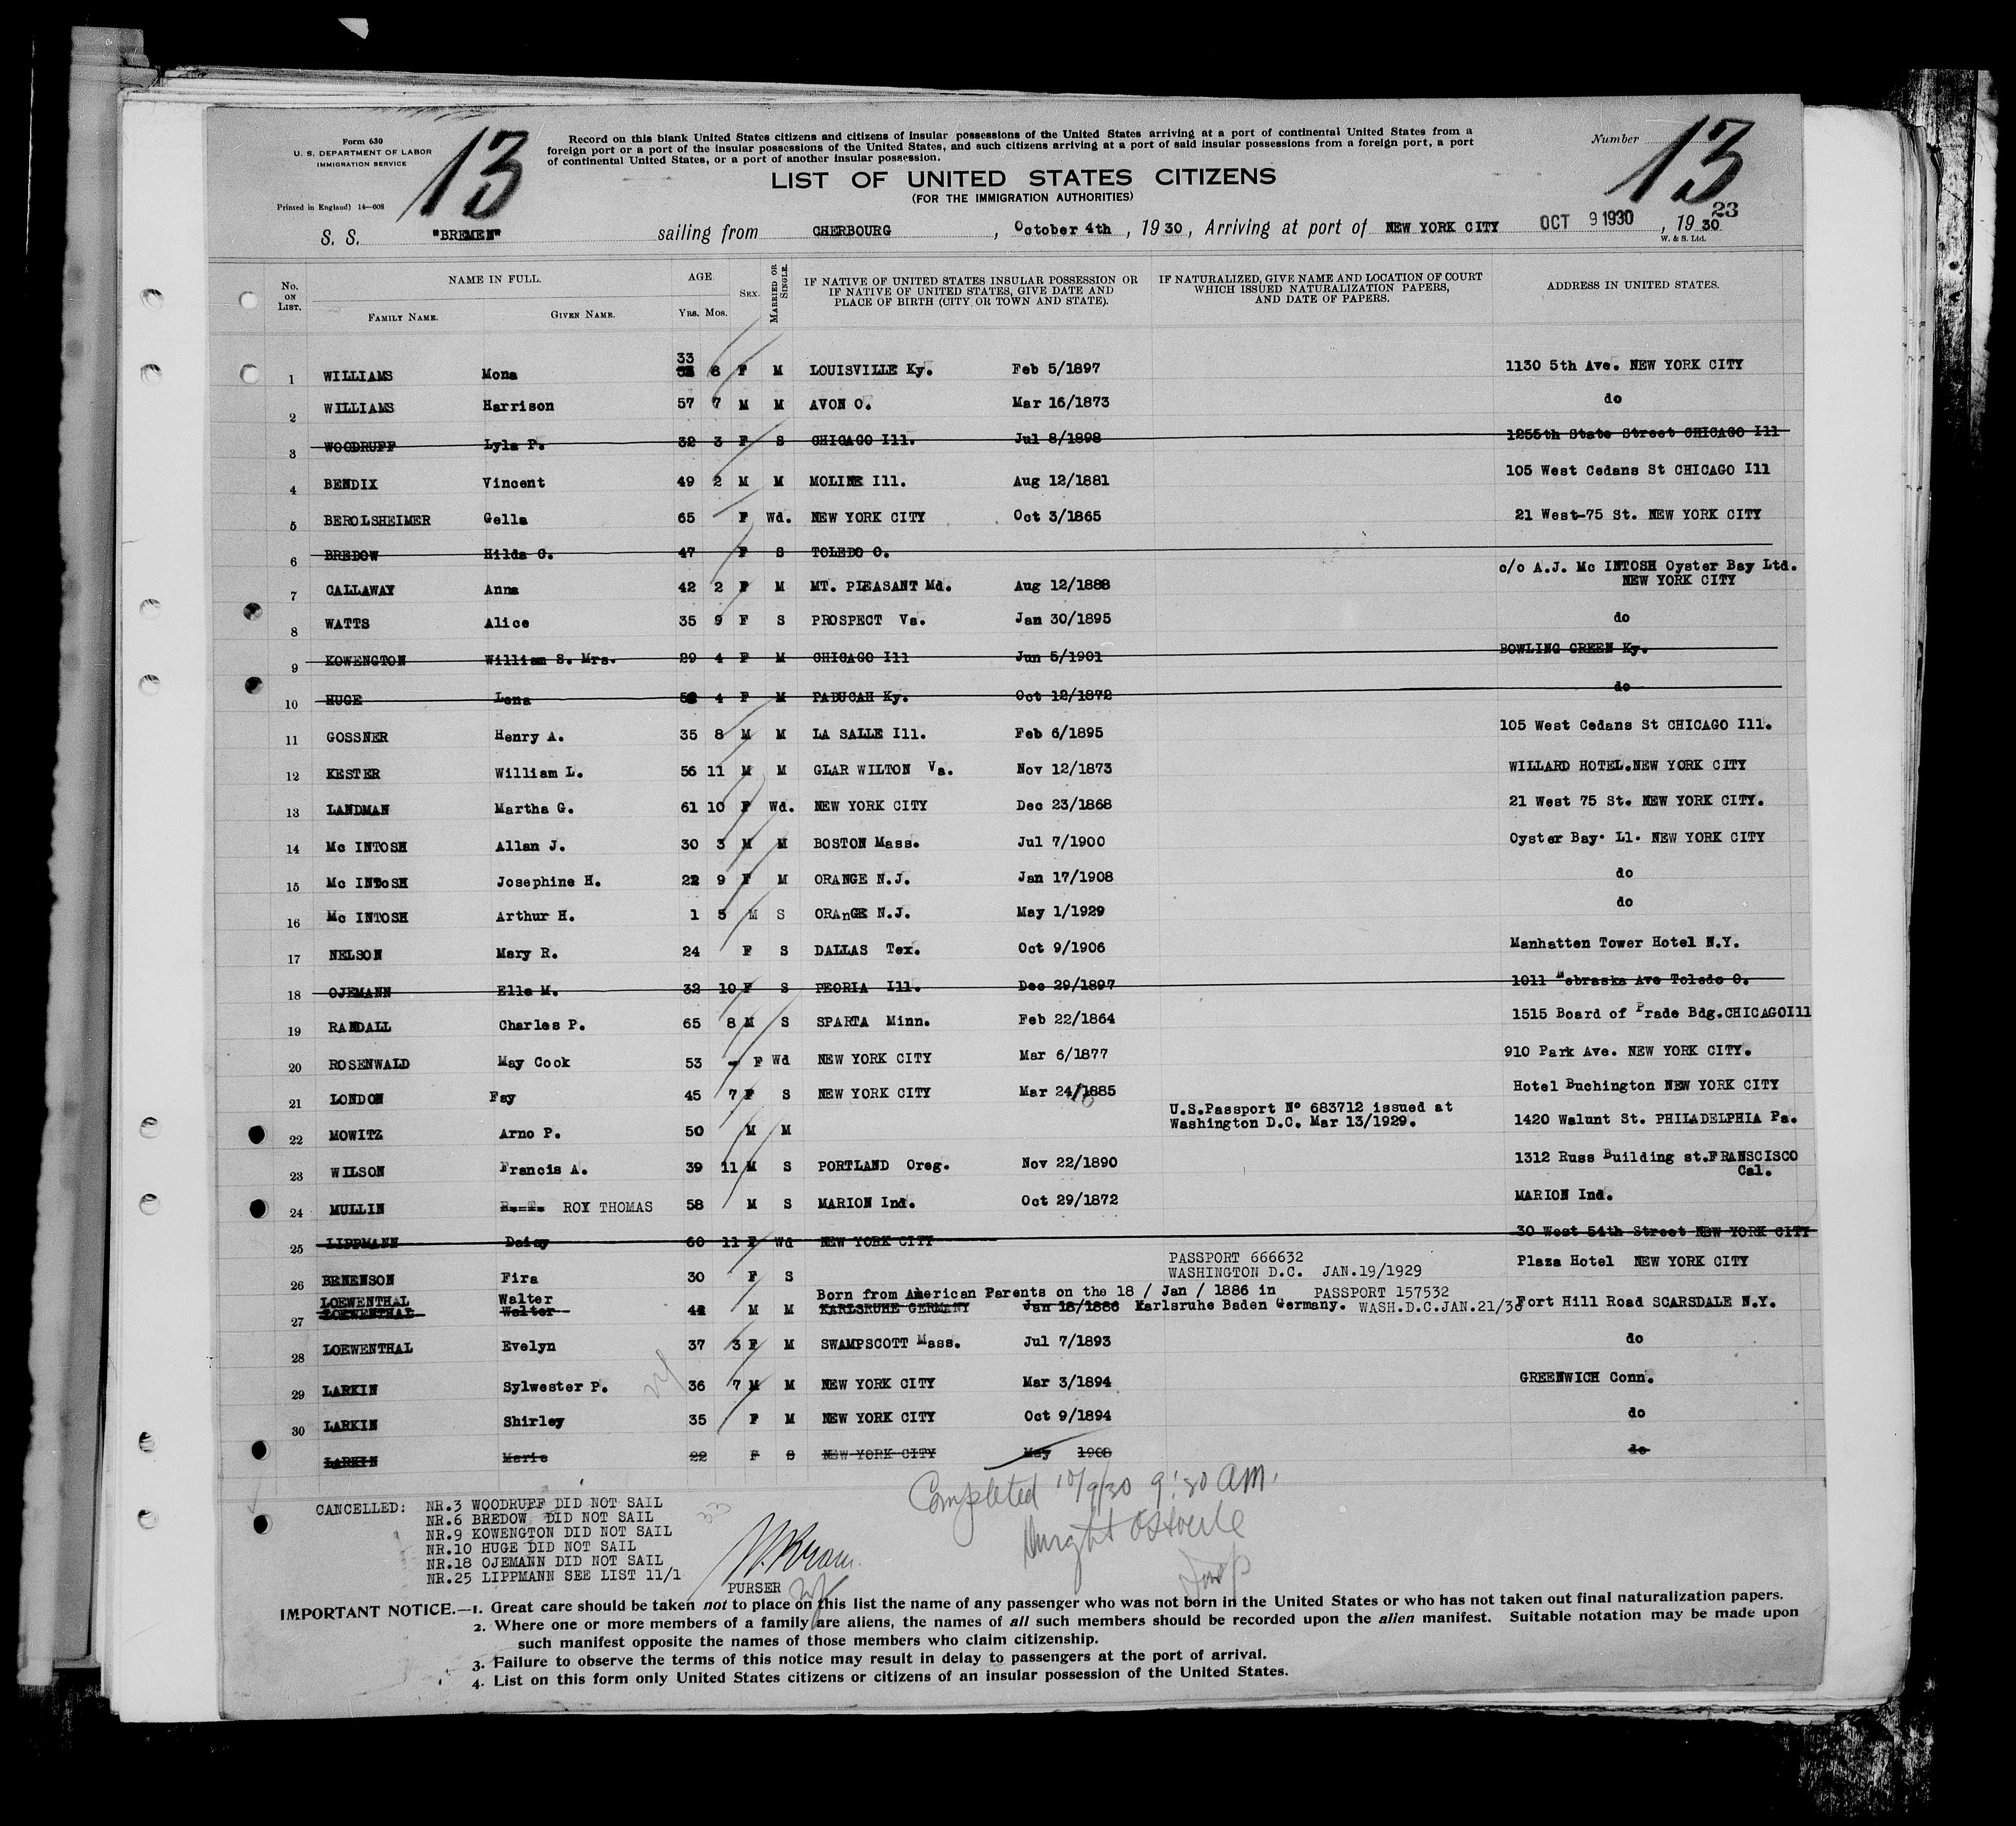 Form 630
U. S. DEPARTMENT OF LABOR
IMMIGRATION SERVICE
Printed in England) 14—608
13
Record on this blank United States citizens and citizens of insular possessions of the United States arriving at a port of continental United States from a
foreign port or a port of the insular possessions of the United States, and such citizens arriving at a port of said insular possessions from a foreign port, a port
of continental United States, or a port of another insular possession.
Number 13
LIST OF UNITED STATES CITIZENS
(FOR THE IMMIGRATION AUTHORITIES)
23
S. S. "BREMEN" sailing from CHERBOURG , October 4th , 1930, Arriving at port of NEW YORK CITY OCT 9 1930 , 1930
W. & S. Ltd.
No. ON LIST. NAME IN FULL. FAMILY NAME. GIVEN NAME. AGE. YRS. MOS. SEX. MARRIED OR SINGLE. IF NATIVE OF UNITED STATES INSULAR POSSESSION OR IF NATIVE OF UNITED STATES, GIVE DATE AND PLACE OF BIRTH (CITY OR TOWN AND STATE). IF NATURALIZED, GIVE NAME AND LOCATION OF COURT WHICH ISSUED NATURALIZATION PAPERS, AND DATE OF PAPERS. ADDRESS IN UNITED STATES.
1 WILLIAMS Mona 33 8 F M LOUISVILLE Ky. Feb 5/1897 1130 5th Ave. NEW YORK CITY
2 WILLIAMS Harrison 57 7 M M AVON O. Mar 16/1873 do
3 WOODRUFF Lyla P. 32 3 F S CHICAGO Ill. Jul 8/1898 1255th State Street CHICAGO Ill
4 BENDIX Vincent 49 2 M M MOLINE Ill. Aug 12/1881 105 West Cedans St CHICAGO Ill
5 BEROLSHEIMER Gella 65 F Wd. NEW YORK CITY Oct 3/1865 21 West-75 St. NEW YORK CITY
6 BREDOW Hilda C. 47 F S TOLEDO O.
7 CALLAWAY Anna 42 2 F M MT. PLEASANT Md. Aug 12/1888 c/o A.J. Mc INTOSH Oyster Bay Ltd. NEW YORK CITY
8 WATTS Alice 35 9 F S PROSPECT Va. Jan 30/1895 do
9 KOWENGTON William S. Mrs. 29 4 F M CHICAGO Ill Jun 5/1901 BOWLING GREEN Ky.
10 HUGE Lena 4 F M PADUCAH Ky. Oct 12/1872 do
11 GOSSNER Henry A. 35 8 M M LA SALLE Ill. Feb 6/1895 105 West Cedans St CHICAGO Ill.
12 KESTER William L. 56 11 M M GLAR WILTON Va. Nov 12/1873 WILLARD HOTEL.NEW YORK CITY
13 LANDMAN Martha G. 61 10 F Wd. NEW YORK CITY Dec 23/1868 21 West 75 St. NEW YORK CITY.
14 Mc INTOSH Allan J. 30 3 M M BOSTON Mass. Jul 7/1900 Oyster Bay. Ll. NEW YORK CITY
15 Mc INToSH Josephine H. 22 9 F M ORANGE N.J. Jan 17/1908 do
16 Mc INTOSH Arthur H. 1 5 M S ORAnGE N.J. May 1/1929 do
17 NELSON Mary R. 24 F S DALLAS Tex. Oct 9/1906 Manhatten Tower Hotel N.Y.
18 OJEMANN Ella M. 32 10 F S PEORIA Ill. Dec 29/1897 1011 Nebraska Ave Toledo O.
19 RANDALL Charles P. 65 8 M S SPARTA Minn. Feb 22/1864 1515 Board of Prade Bdg.CHICAGOIll
20 ROSENWALD May Cook 53 - F Wd NEW YORK CITY Mar 6/1877 910 Park Ave. NEW YORK CITY.
21 LONDON Fay 45 7 F S NEW YORK CITY Mar 24/1885 Hotel Buchington NEW YORK CITY
22 MOWITZ Arno P. 50 M M U.S.Passport No 683712 issued at Washington D.C. Mar 13/1929. 1420 Walunt St. PHILADELPHIA Pa.
23 WILSON Francis A. 39 11 M S PORTLAND Oreg. Nov 22/1890 1312 Russ Building st.FRANSCISCO Cal.
24 MULLIN ROY THOMAS 58 M S MARION Ind. Oct 29/1872 MARION Ind.
25 LIPPMANN Daisy 60 11 F Wd NEW YORK CITY 30 West 54th Street NEW YORK CITY
26 BENENSON Fira 30 F S PASSPORT 666632 WASHINGTON D.C. JAN.19/1929 Plaza Hotel NEW YORK CITY
LOEWENTHAL Walter Born from American Parents on the 18 / Jan / 1886 in PASSPORT 157532
27 LOEWENTHAL Walter 44 M M KARLSRUHE GERMANY Jan 18/1886 Karlsruhe Baden Germany. WASH.D.C.JAN.21/30 Fort Hill Road SCARSDALE N.Y.
28 LOEWENTHAL Evelyn 37 3 F M SWAMPSCOTT Mass. Jul 7/1893 do
29 LARKIN Sylwester P. 36 7 M M NEW YORK CITY Mar 3/1894 GREENWICH Conn.
30 LARKIN Shirley 35 F M NEW YORK CITY Oct 9/1894 do
LARKIN Marie 22 F S NEW YORK CITY May 1908 do
Completed 10/9/30 9:30 AM.
CANCELLED: NR.3 WOODRUFF DID NOT SAIL
NR.6 BREDOW DID NOT SAIL
NR.9 KOWENGTON DID NOT SAIL
NR.10 HUGE DID NOT SAIL
NR.18 OJEMANN DID NOT SAIL
NR.25 LIPPMANN SEE LIST 11/1
PURSER
IMPORTANT NOTICE.—1. Great care should be taken not to place on this list the name of any passenger who was not born in the United States or who has not taken out final naturalization papers.
2. Where one or more members of a family are aliens, the names of all such members should be recorded upon the alien manifest. Suitable notation may be made upon
such manifest opposite the names of those members who claim citizenship.
3. Failure to observe the terms of this notice may result in delay to passengers at the port of arrival.
4. List on this form only United States citizens or citizens of an insular possession of the United States.